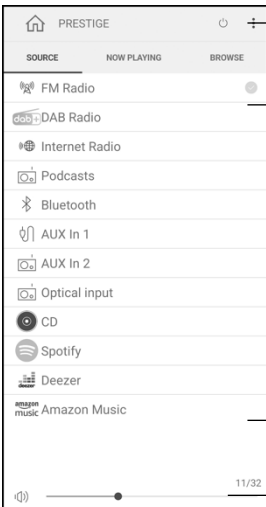 PRESTIGE
SOURCE NOW PLAYING BROWSE
FM Radio
dab+ DAB Radio
Internet Radio
Podcasts
Bluetooth
AUX In 1
AUX In 2
Optical input
CD
Spotify
deezer Deezer
amazon music Amazon Music
11/32